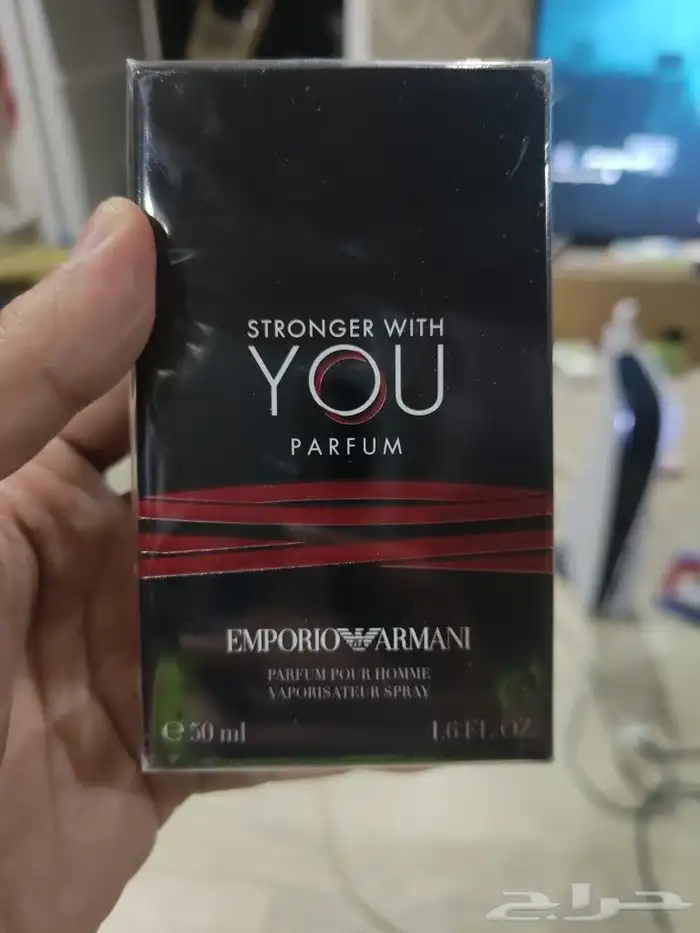 STRONGER WITH
YOU
PARFUM
EMPORIO ARMANI
PARFUM POUR HOMME
VAPORISATEUR SPRAY
e 50 ml 1.6 FL. OZ.
حراج